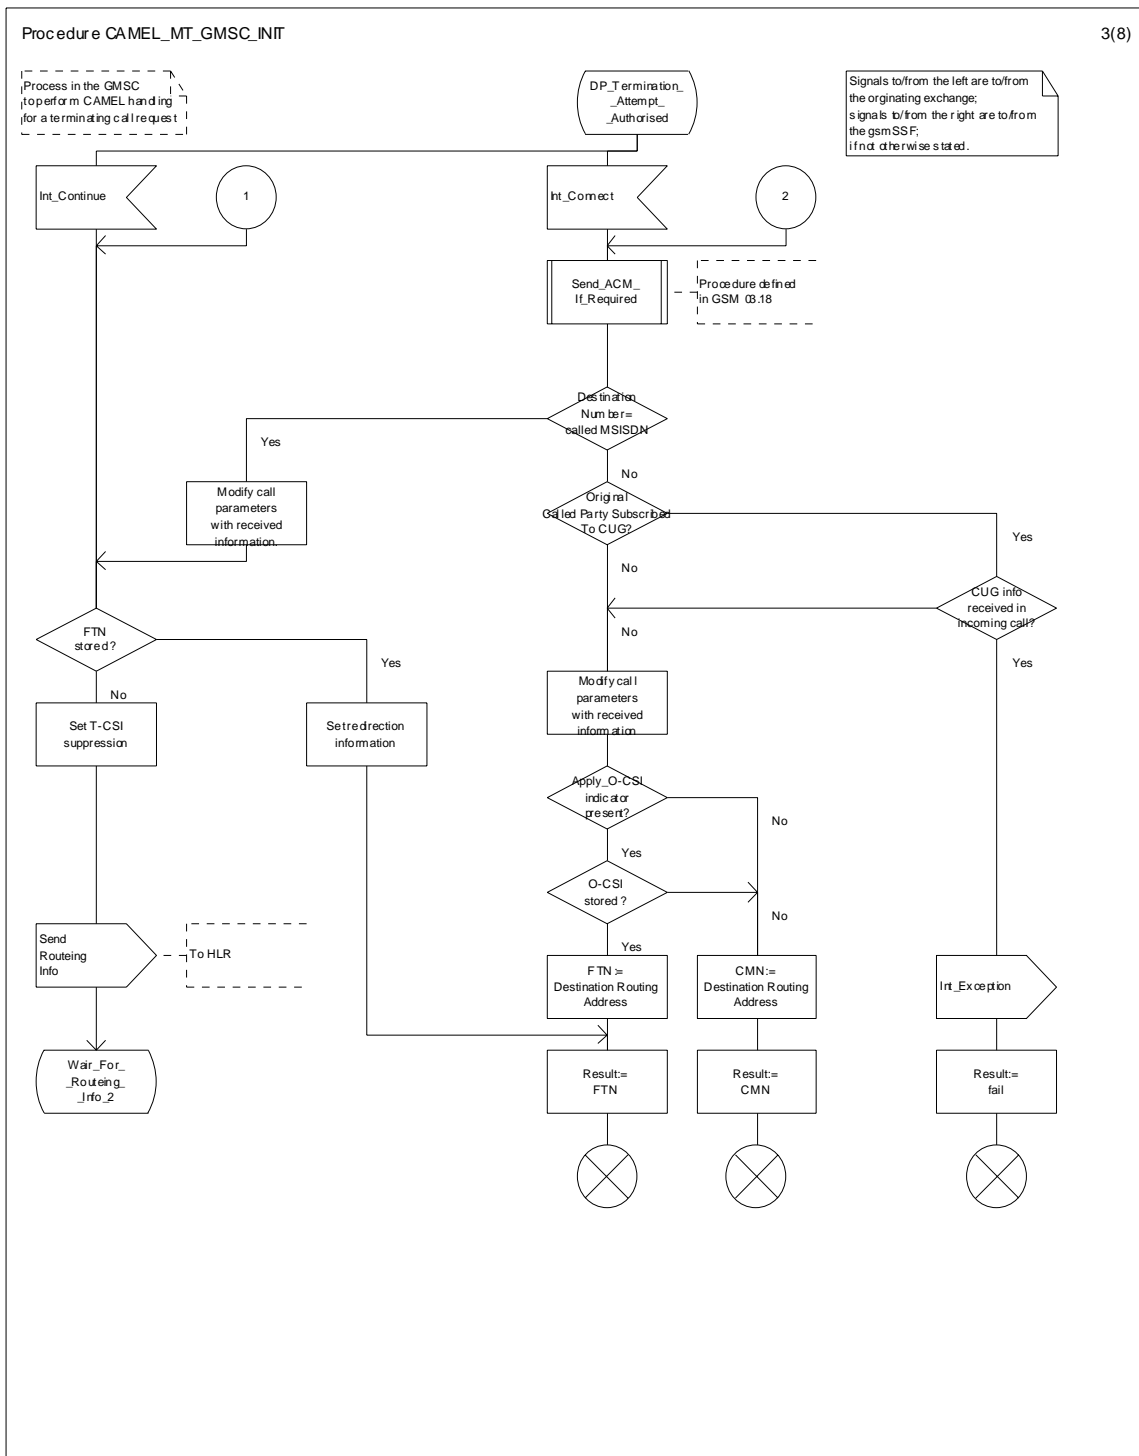 Procedure CAMEL_MT_GMSC_INIT
3(8)
Process in the GMSC
to perform CAMEL handling
for a terminating call request
DP_Termination_
_Attempt_
_Authorised
Signals to/from the left are to/from
the orginating exchange;
signals to/from the right are to/from
the gsmSSF;
if not otherwise stated.
Int_Continue
1
Int_Connect
2
Send_ACM_
If_Required
Procedure defined
in GSM 03.18
Destination
Number=
called MSISDN
Yes
No
Modify call
parameters
with received
information.
Original
Called Party Subscribed
To CUG?
Yes
No
CUG info
received in
incoming call?
No
Yes
FTN
stored?
Yes
No
Modify call
parameters
with received
information
Set T-CSI
suppression
Set redirection
information
Apply_O-CSI
indicator
present?
No
Yes
O-CSI
stored?
No
Yes
Send
Routeing
Info
To HLR
FTN:=
Destination Routing
Address
CMN:=
Destination Routing
Address
Int_Exception
Wair_For_
_Routeing_
_Info_2
Result:=
FTN
Result:=
CMN
Result:=
fail